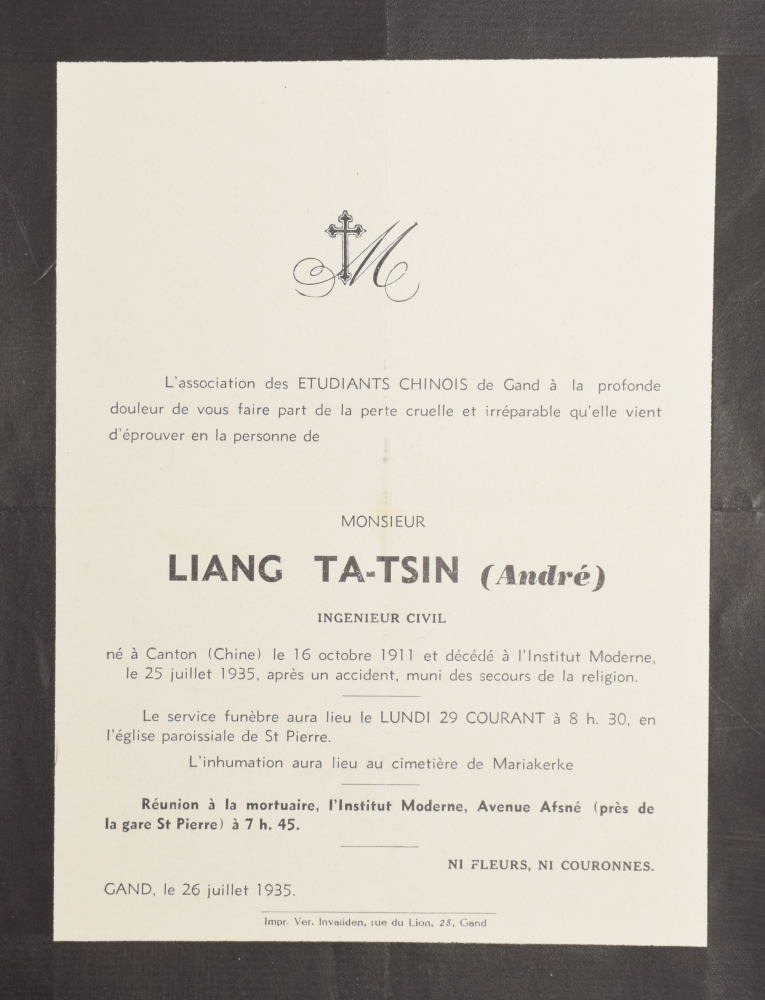 M
L'association des ETUDIANTS CHINOIS de Gand à la profonde
douleur de vous faire part de la perte cruelle et irréparable qu'elle vient
d'éprouver en la personne de
MONSIEUR
LIANG TA-TSIN (André)
INGENIEUR CIVIL
né à Canton (Chine) le 16 octobre 1911 et décédé à l'Institut Moderne,
le 25 juillet 1935, après un accident, muni des secours de la religion.
Le service funèbre aura lieu le LUNDI 29 COURANT à 8 h. 30, en
l'église paroissiale de St Pierre.
L'inhumation aura lieu au cimetière de Mariakerke
Réunion à la mortuaire, l'Institut Moderne, Avenue Afsné (près de
la gare St Pierre) à 7 h. 45.
NI FLEURS, NI COURONNES.
GAND, le 26 juillet 1935.
Impr. Ver. Invaliden, rue du Lion, 25, Gand